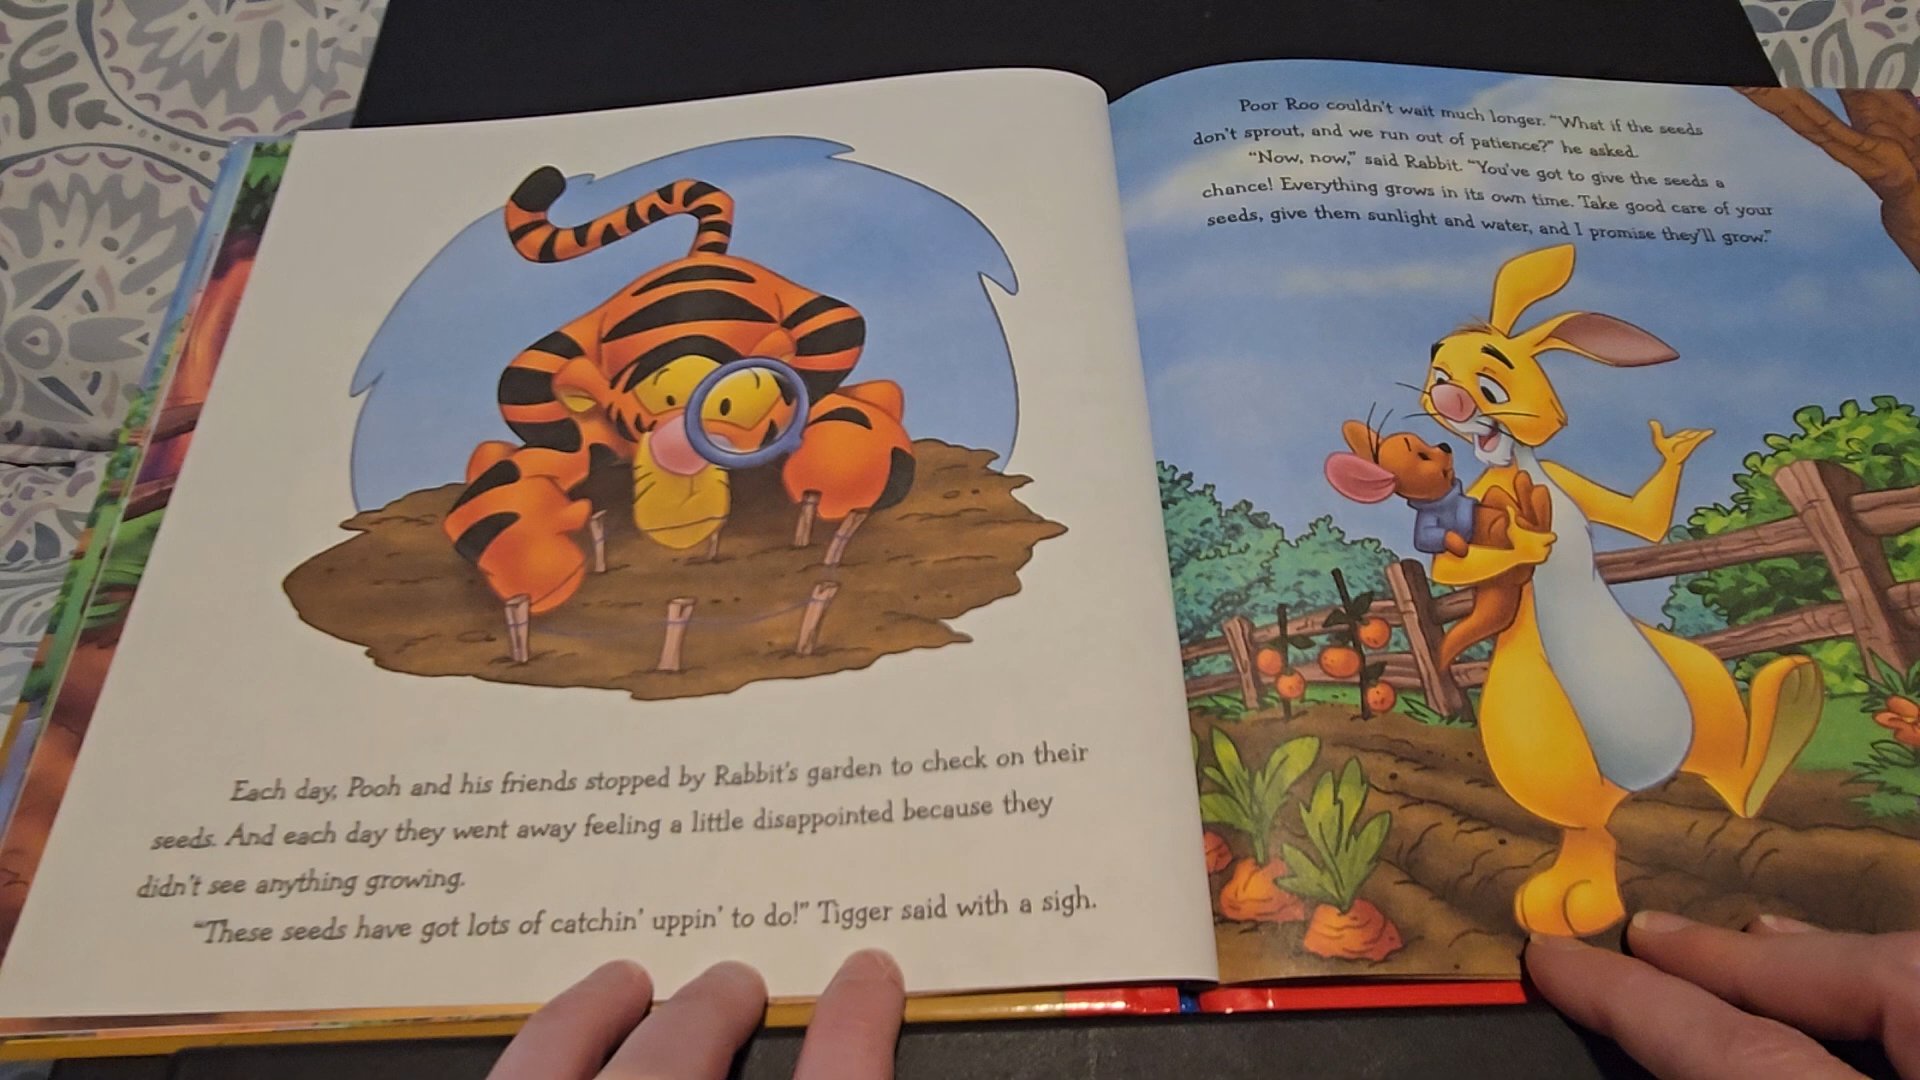 Each day, Pooh and his friends stopped by Rabbit's garden to check on their
seeds. And each day they went away feeling a little disappointed because they
didn't see anything growing.
"These seeds have got lots of catchin' uppin' to do!" Tigger said with a sigh.
Poor Roo couldn't wait much longer. "What if the seeds
don't sprout, and we run out of patience?" he asked.
"Now, now," said Rabbit. "You've got to give the seeds a
chance! Everything grows in its own time. Take good care of your
seeds, give them sunlight and water, and I promise they'll grow."